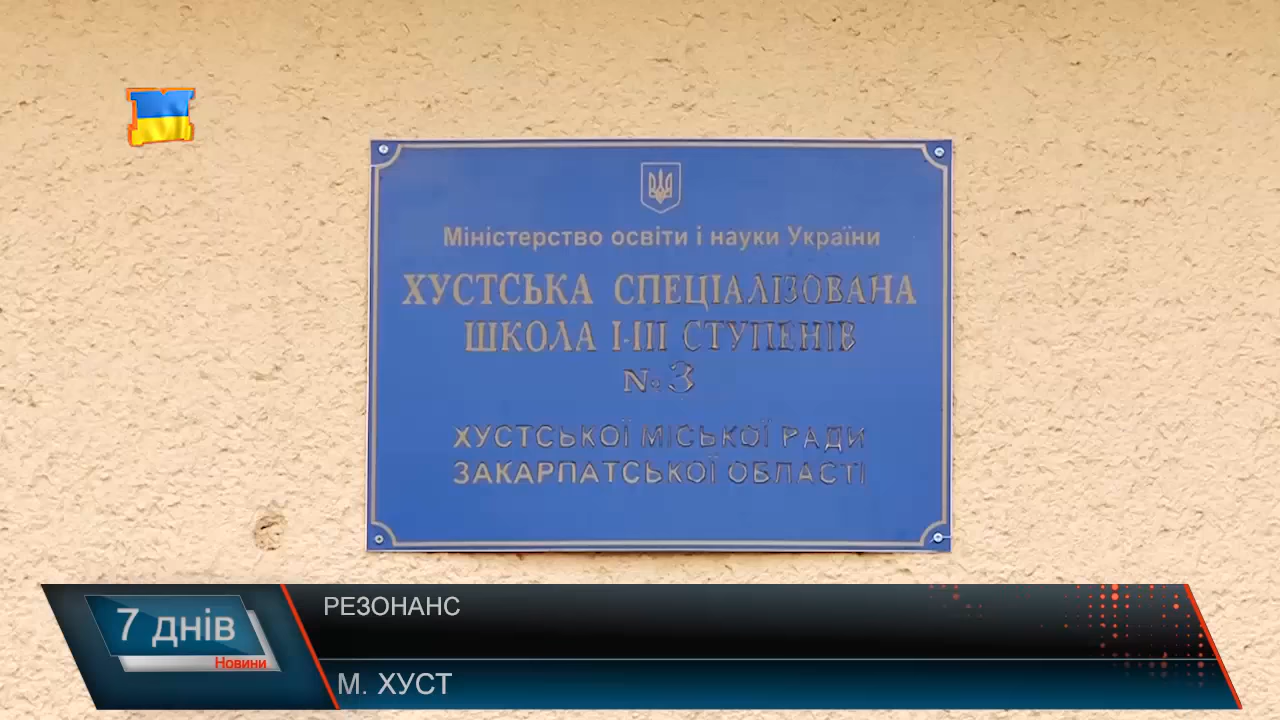 Міністерство освіти і науки України
ХУСТСЬКА СПЕЦІАЛІЗОВАНА
ШКОЛА І-ІІІ СТУПЕНІВ
№ 3
ХУСТСЬКОЇ МІСЬКОЇ РАДИ
ЗАКАРПАТСЬКОЇ ОБЛАСТІ
7 днів
Новини
РЕЗОНАНС
М. ХУСТ